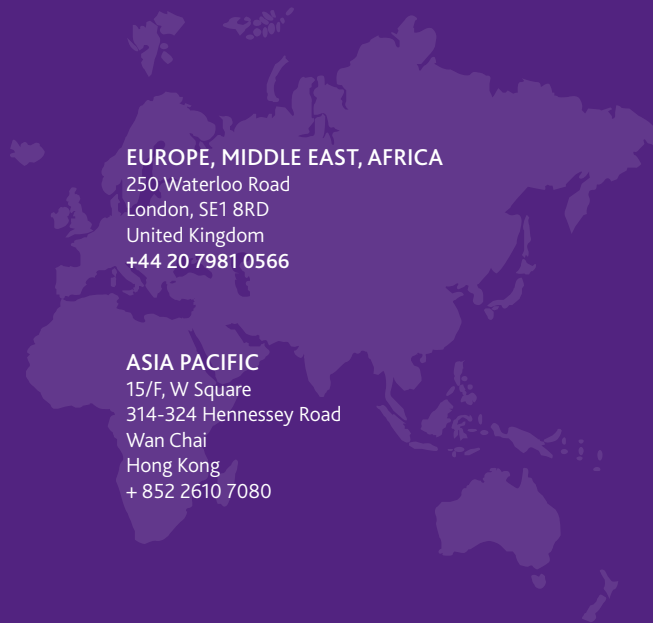 EUROPE, MIDDLE EAST, AFRICA
250 Waterloo Road
London, SE1 8RD
United Kingdom
+44 20 7981 0566
ASIA PACIFIC
15/F, W Square
314-324 Hennessey Road
Wan Chai
Hong Kong
+ 852 2610 7080